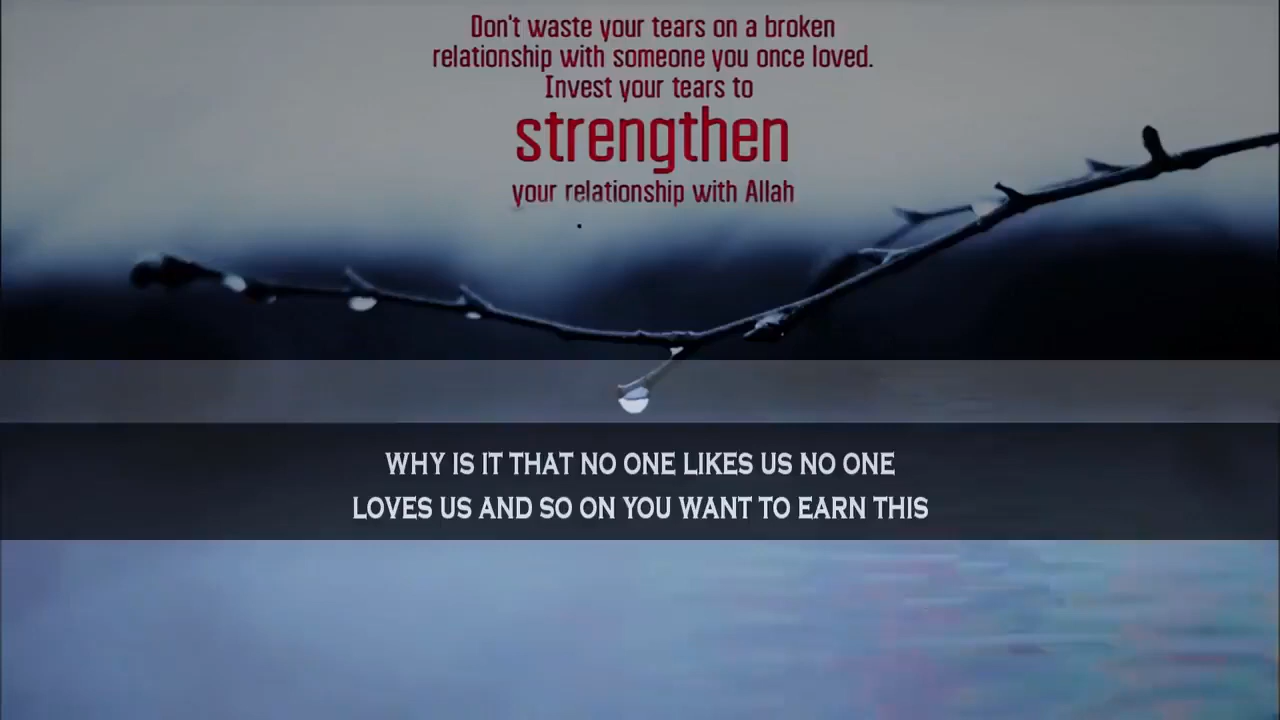 Don't waste your tears on a broken
relationship with someone you once loved.
Invest your tears to
strengthen
your relationship with Allah
WHY IS IT THAT NO ONE LIKES US NO ONE
LOVES US AND SO ON YOU WANT TO EARN THIS